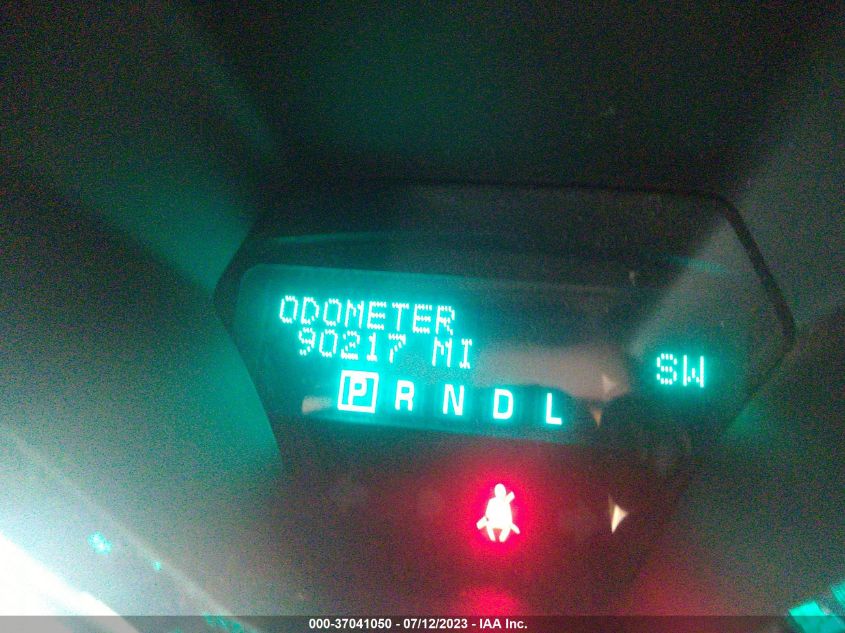 ODOMETER
90217 MI
SW
P R N D L
000-37041050 - 07/12/2023 - IAA Inc.